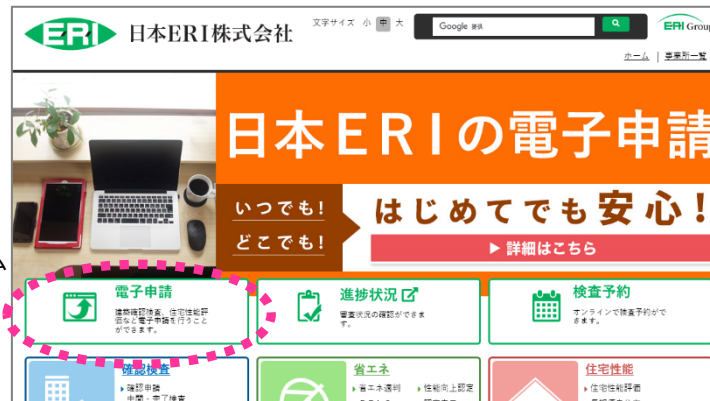 ERI 日本ERI株式会社
文字サイズ 小 中 大
Google 提供
ERI Group
ホーム | 事業所一覧
日本ERIの電子申請
いつでも!
どこでも!
はじめてでも安心!
▶ 詳細はこちら
A
電子申請
建築確認検査、住宅性能評
価など電子申請を行うこと
ができます。
進捗状況
審査状況の確認ができま
す。
検査予約
オンラインで検査予約がで
きます。
確認検査
確認申請
中間・完了検査
省エネ
省エネ適判
性能向上認定
住宅性能
住宅性能評価